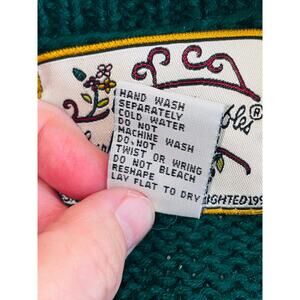 HAND WASH
SEPARATELY
COLD WATER
DO NOT
MACHINE WASH
DO NOT
TWIST OR WRING
DO NOT BLEACH
RESHAPE
LAY FLAT TO DRY
®
IGHTED199